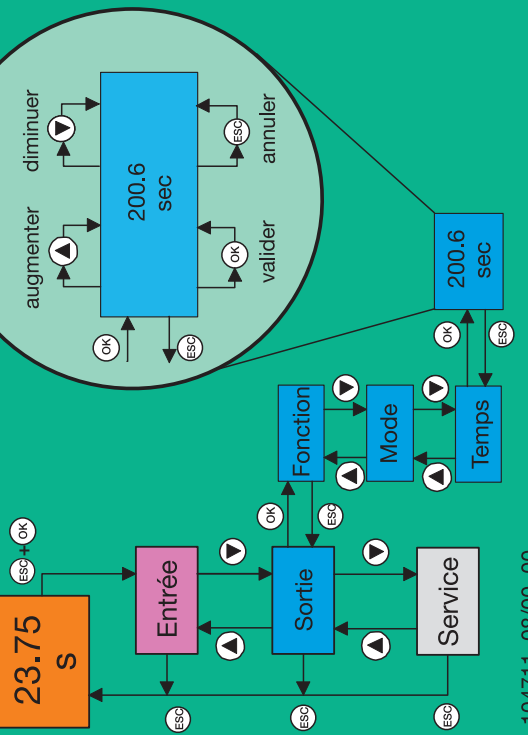 23.75
s
ESC + OK
augmenter
diminuer
OK
ESC
200.6
sec
OK
valider
ESC
annuler
Entrée
ESC
Sortie
ESC
OK
ESC
Fonction
Mode
Temps
OK
ESC
200.6
sec
Service
ESC